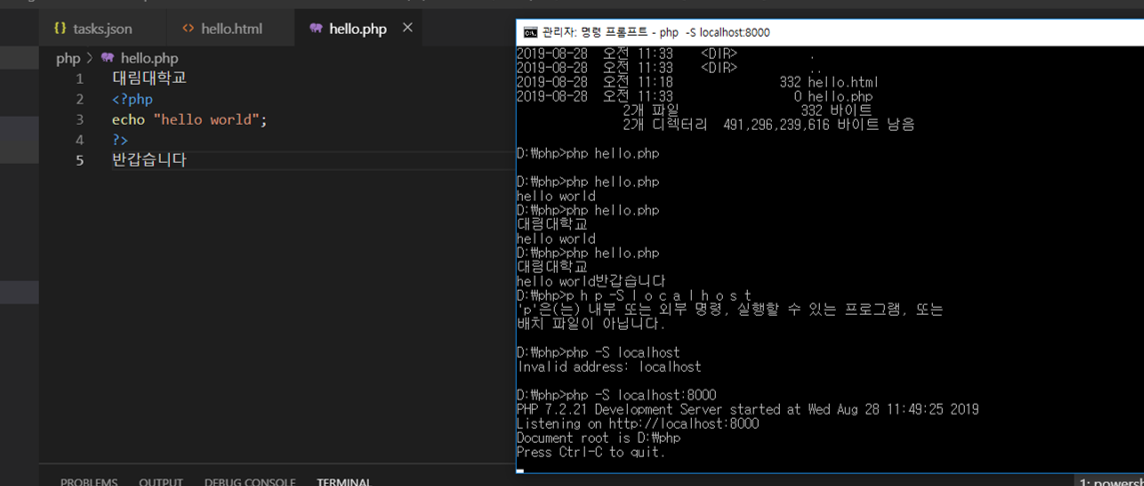 tasks.json hello.html hello.php
php > hello.php
1 대림대학교
2 <?php
3 echo "hello world";
4 ?>
5 반갑습니다
관리자: 명령 프롬프트 - php -S localhost:8000
2019-08-28 오전 11:33 <DIR> .
2019-08-28 오전 11:33 <DIR> ..
2019-08-28 오전 11:18 332 hello.html
2019-08-28 오전 11:33 0 hello.php
2개 파일 332 바이트
2개 디렉터리 491,296,239,616 바이트 남음
D:\php>php hello.php
D:\php>php hello.php
hello world
D:\php>php hello.php
대림대학교
hello world
D:\php>php hello.php
대림대학교
hello world반갑습니다
D:\php>p h p -S l o c a l h o s t
'p'은(는) 내부 또는 외부 명령, 실행할 수 있는 프로그램, 또는
배치 파일이 아닙니다.
D:\php>php -S localhost
Invalid address: localhost
D:\php>php -S localhost:8000
PHP 7.2.21 Development Server started at Wed Aug 28 11:49:25 2019
Listening on http://localhost:8000
Document root is D:\php
Press Ctrl-C to quit.
PROBLEMS OUTPUT DEBUG CONSOLE TERMINAL